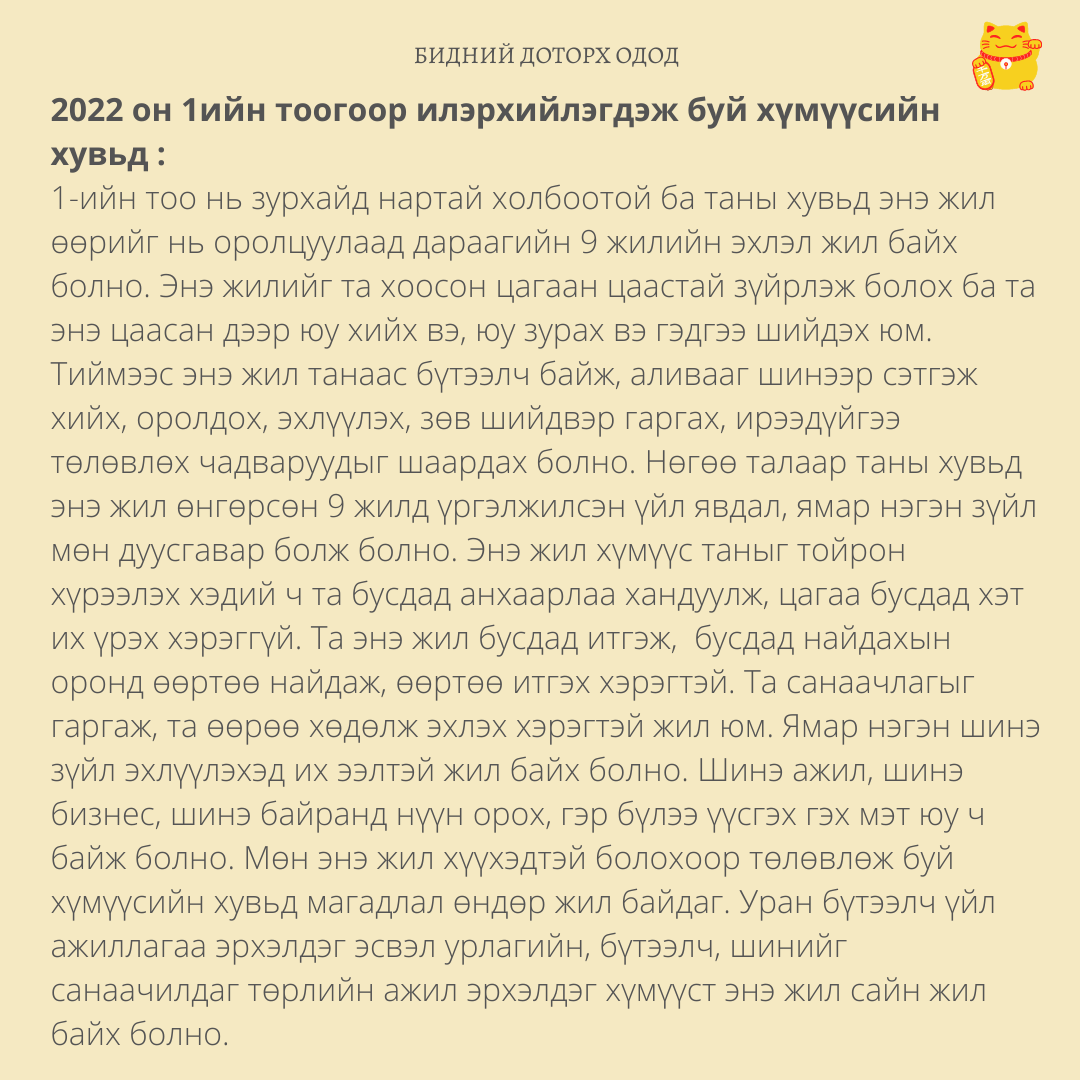 БИДНИЙ ДОТОРХ ОДОД
2022 он 1ийн тоогоор илэрхийлэгдэж буй хүмүүсийн
хувьд :
1-ийн тоо нь зурхайд нартай холбоотой ба таны хувьд энэ жил
өөрийг нь оролцуулаад дараагийн 9 жилийн эхлэл жил байх
болно. Энэ жилийг та хоосон цагаан цаастай зүйрлэж болох ба та
энэ цаасан дээр юу хийх вэ, юу зурах вэ гэдгээ шийдэх юм.
Тиймээс энэ жил танаас бүтээлч байж, аливааг шинээр сэтгэж
хийх, оролдох, эхлүүлэх, зөв шийдвэр гаргах, ирээдүйгээ
төлөвлөх чадваруудыг шаардах болно. Нөгөө талаар таны хувьд
энэ жил өнгөрсөн 9 жилд үргэлжилсэн үйл явдал, ямар нэгэн зүйл
мөн дуусгавар болж болно. Энэ жил хүмүүс таныг тойрон
хүрээлэх хэдий ч та бусдад анхаарлаа хандуулж, цагаа бусдад хэт
их үрэх хэрэггүй. Та энэ жил бусдад итгэж,  бусдад найдахын
оронд өөртөө найдаж, өөртөө итгэх хэрэгтэй. Та санаачлагыг
гаргаж, та өөрөө хөдөлж эхлэх хэрэгтэй жил юм. Ямар нэгэн шинэ
зүйл эхлүүлэхэд их ээлтэй жил байх болно. Шинэ ажил, шинэ
бизнес, шинэ байранд нүүн орох, гэр бүлээ үүсгэх гэх мэт юу ч
байж болно. Мөн энэ жил хүүхэдтэй болохоор төлөвлөж буй
хүмүүсийн хувьд магадлал өндөр жил байдаг. Уран бүтээлч үйл
ажиллагаа эрхэлдэг эсвэл урлагийн, бүтээлч, шинийг
санаачилдаг төрлийн ажил эрхэлдэг хүмүүст энэ жил сайн жил
байх болно.